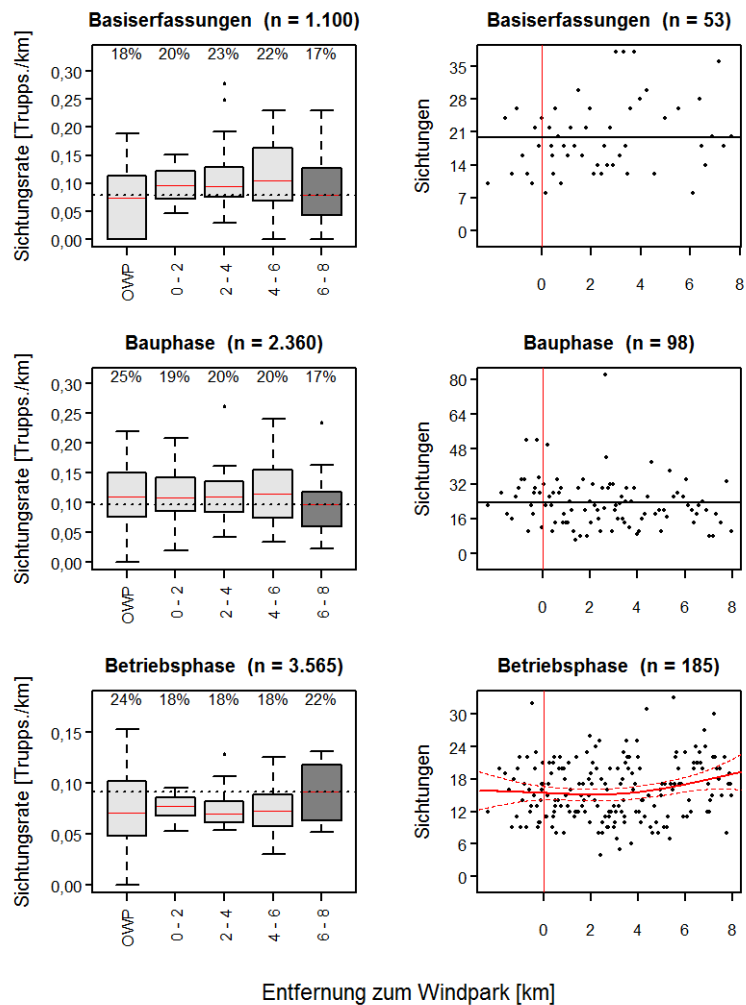 Basiserfassungen (n = 1.100)
18% 20% 23% 22% 17%
Sichtungsrate [Trupps./km]
0,30
0,25
0,20
0,15
0,10
0,05
0,00
OWP 0 - 2 2 - 4 4 - 6 6 - 8
Basiserfassungen (n = 53)
Sichtungen
35
28
21
14
7
0
0 2 4 6 8
Bauphase (n = 2.360)
25% 19% 20% 20% 17%
Sichtungsrate [Trupps./km]
0,30
0,25
0,20
0,15
0,10
0,05
0,00
OWP 0 - 2 2 - 4 4 - 6 6 - 8
Bauphase (n = 98)
Sichtungen
80
64
48
32
16
0
0 2 4 6 8
Betriebsphase (n = 3.565)
24% 18% 18% 18% 22%
Sichtungsrate [Trupps./km]
0,15
0,10
0,05
0,00
OWP 0 - 2 2 - 4 4 - 6 6 - 8
Betriebsphase (n = 185)
Sichtungen
30
24
18
12
6
0
0 2 4 6 8
Entfernung zum Windpark [km]